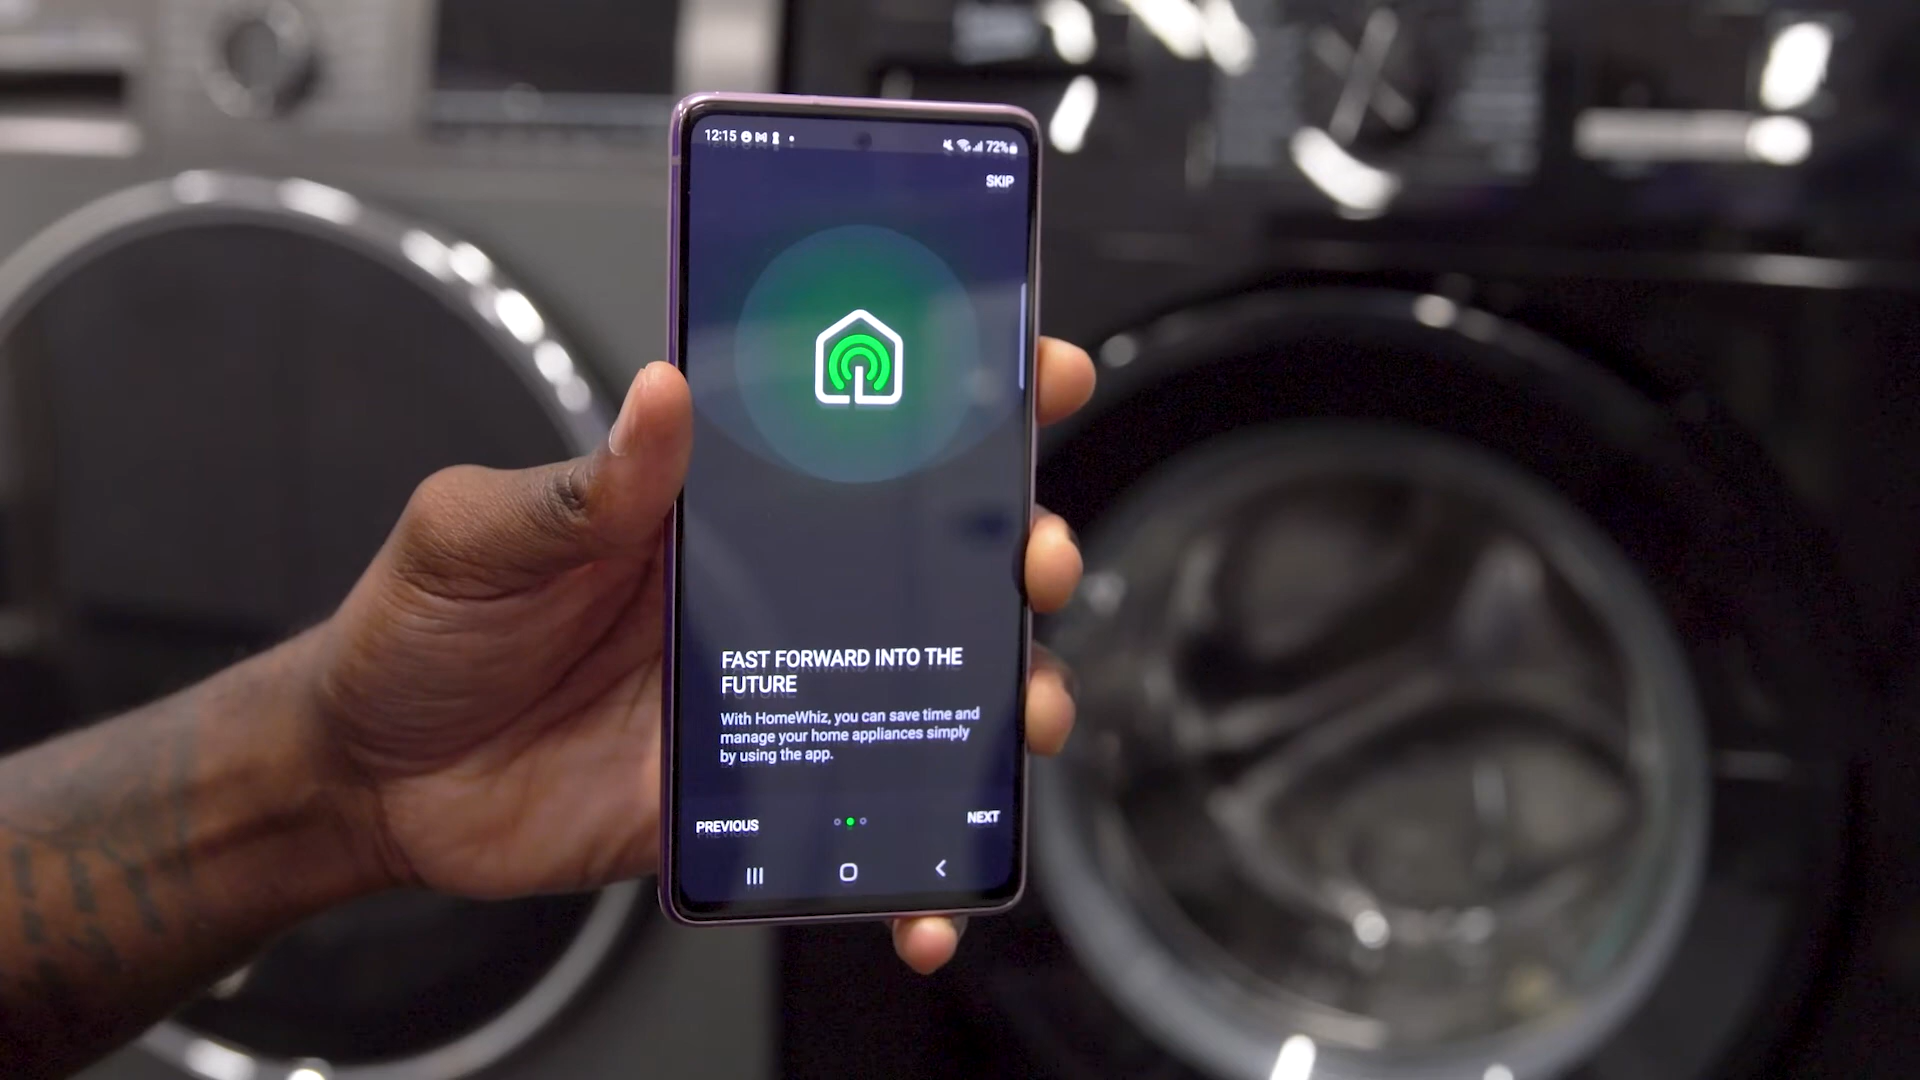 12:15
72%
SKIP
FAST FORWARD INTO THE
FUTURE
With HomeWhiz, you can save time and
manage your home appliances simply
by using the app.
PREVIOUS
NEXT